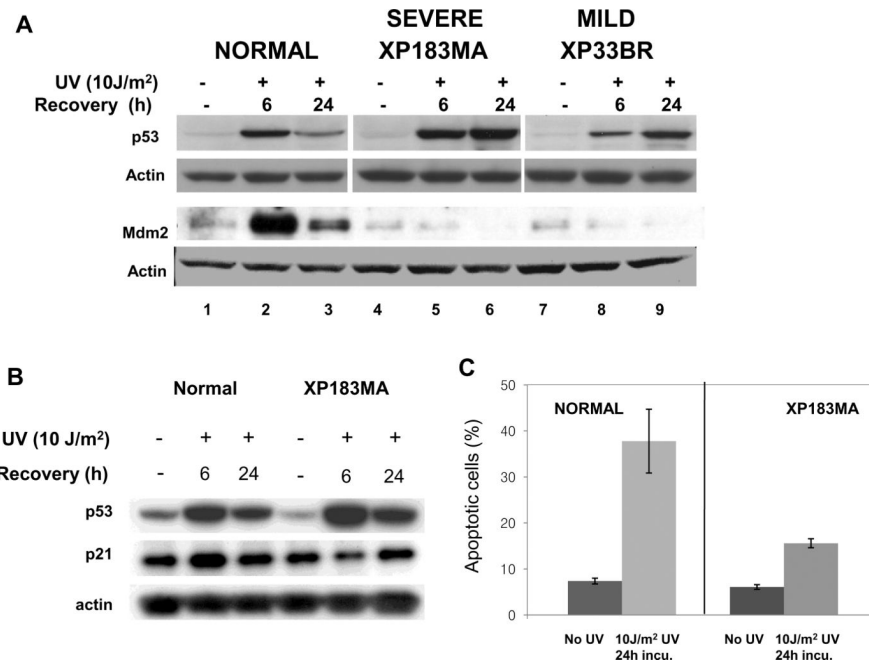 A
SEVERE MILD
NORMAL XP183MA XP33BR
UV (10J/m²) - + + - + + - + +
Recovery (h) - 6 24 - 6 24 - 6 24
p53
Actin
Mdm2
Actin
1 2 3 4 5 6 7 8 9
B
Normal XP183MA
UV (10 J/m²) - + + - + +
Recovery (h) - 6 24 - 6 24
p53
p21
actin
C
Apoptotic cells (%)
50
40
30
20
10
0
NORMAL XP183MA
No UV 10J/m² UV No UV 10J/m² UV
24h incu. 24h incu.